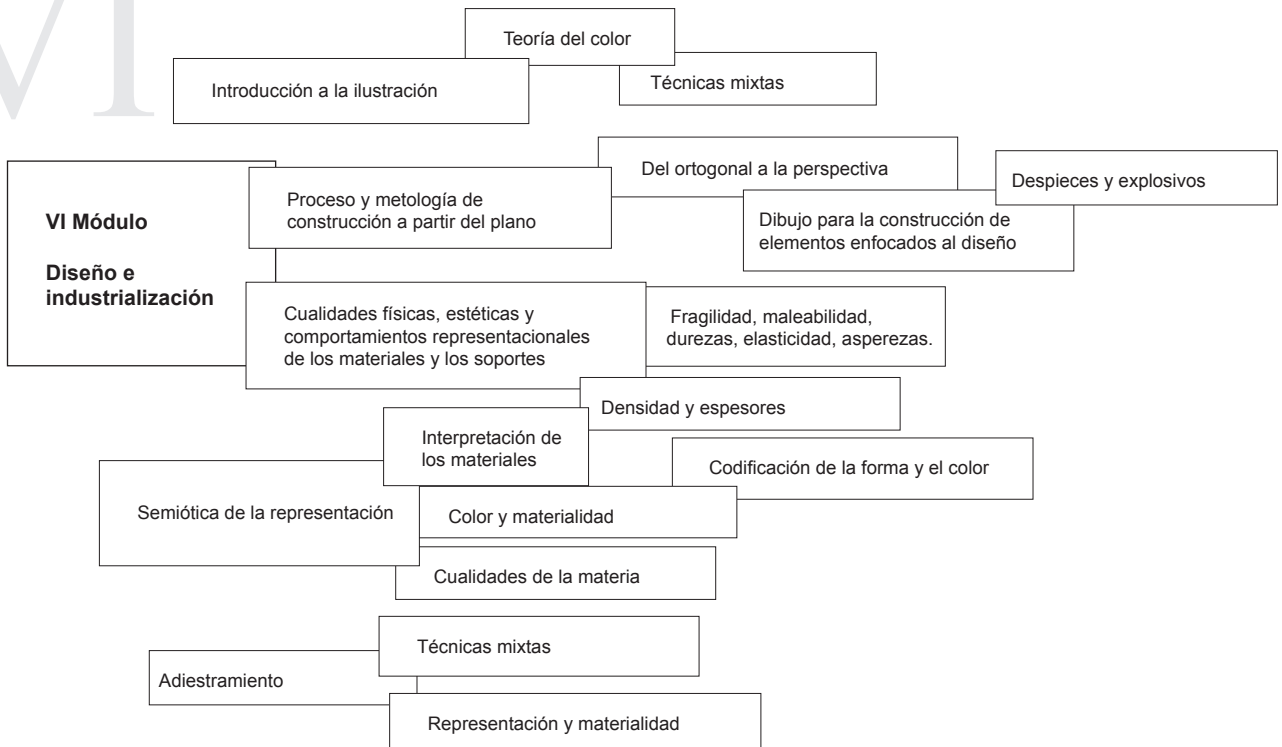 VI
Teoría del color
Introducción a la ilustración
Técnicas mixtas
Del ortogonal a la perspectiva
Despieces y explosivos
Proceso y metología de
construcción a partir del plano
Dibujo para la construcción de
elementos enfocados al diseño
VI Módulo
Diseño e
industrialización
Cualidades físicas, estéticas y
comportamientos representacionales
de los materiales y los soportes
Fragilidad, maleabilidad,
durezas, elasticidad, asperezas.
Densidad y espesores
Interpretación de
los materiales
Codificación de la forma y el color
Semiótica de la representación
Color y materialidad
Cualidades de la materia
Técnicas mixtas
Adiestramiento
Representación y materialidad